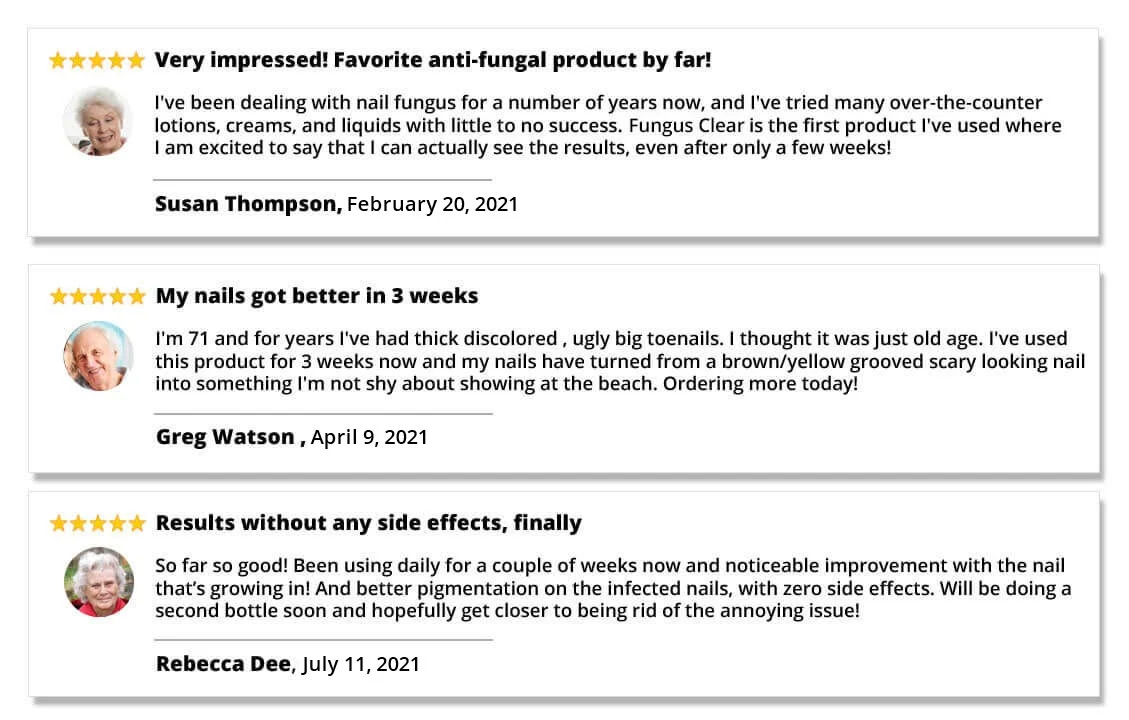 Very impressed! Favorite anti-fungal product by far!
I've been dealing with nail fungus for a number of years now, and I've tried many over-the-counter
lotions, creams, and liquids with little to no success. Fungus Clear is the first product I've used where
I am excited to say that I can actually see the results, even after only a few weeks!
Susan Thompson, February 20, 2021
My nails got better in 3 weeks
I'm 71 and for years I've had thick discolored , ugly big toenails. I thought it was just old age. I've used
this product for 3 weeks now and my nails have turned from a brown/yellow grooved scary looking nail
into something I'm not shy about showing at the beach. Ordering more today!
Greg Watson , April 9, 2021
Results without any side effects, finally
So far so good! Been using daily for a couple of weeks now and noticeable improvement with the nail
that’s growing in! And better pigmentation on the infected nails, with zero side effects. Will be doing a
second bottle soon and hopefully get closer to being rid of the annoying issue!
Rebecca Dee, July 11, 2021